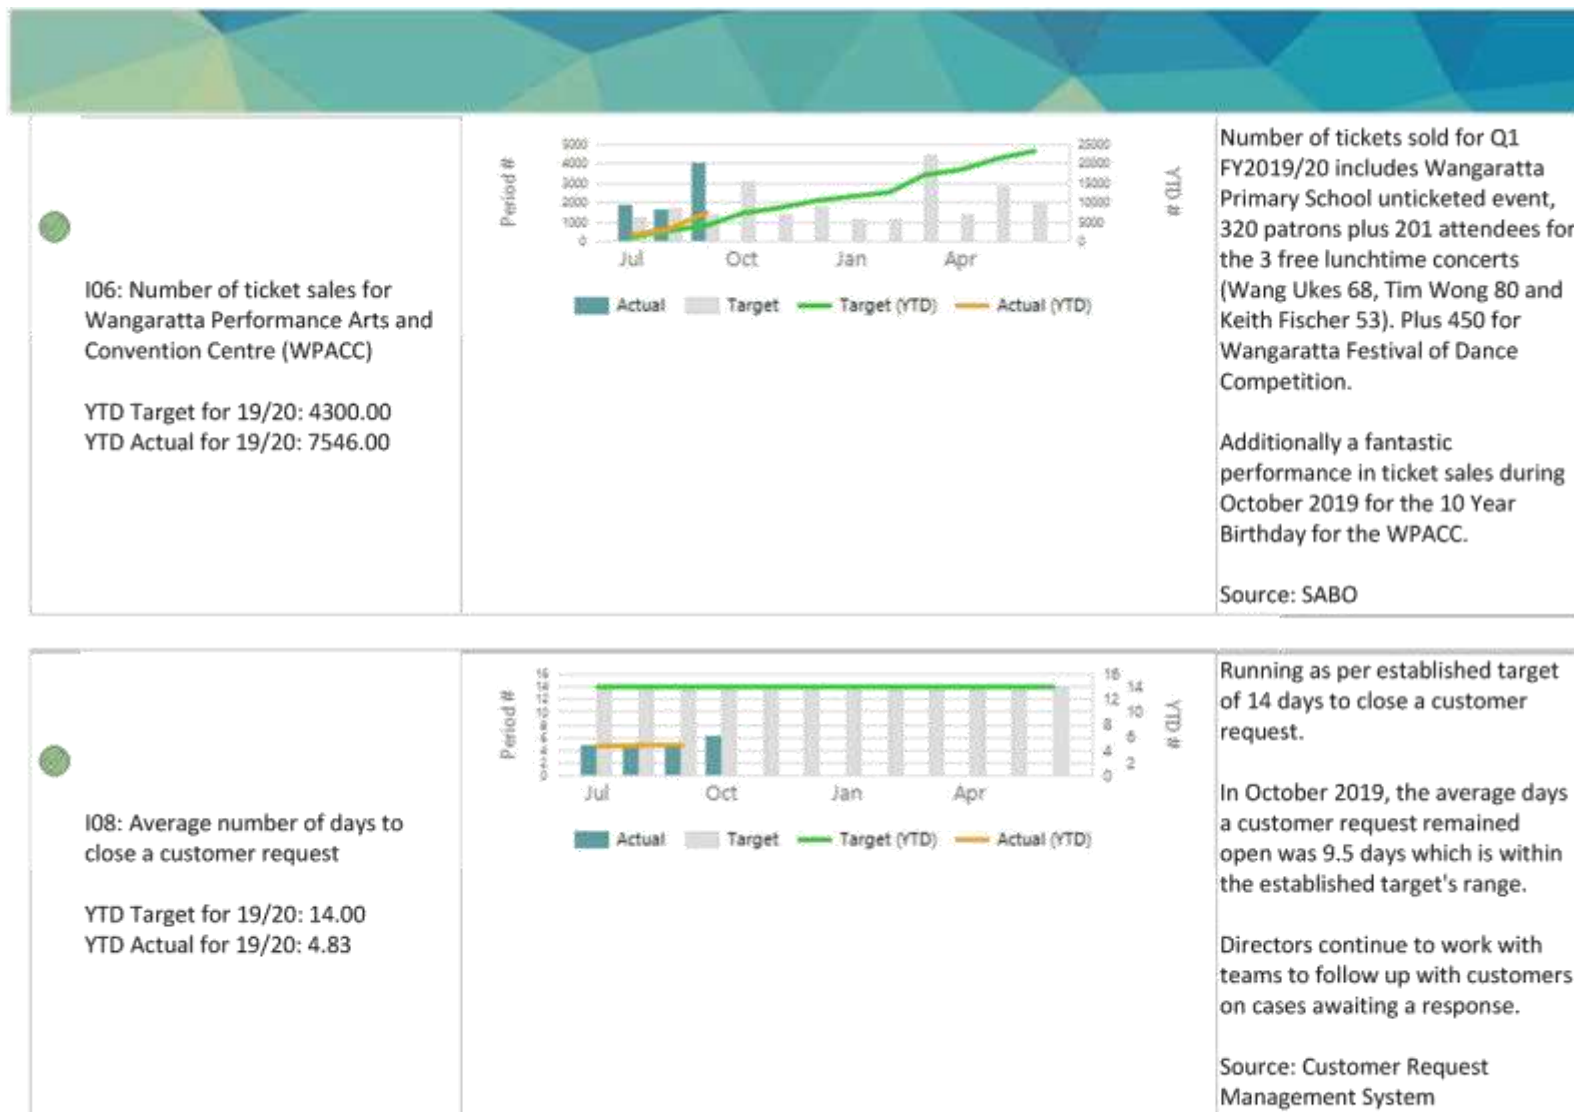 I06: Number of ticket sales for
Wangaratta Performance Arts and
Convention Centre (WPACC)
YTD Target for 19/20: 4300.00
YTD Actual for 19/20: 7546.00
Period #
5000
4000
3000
2000
1000
0
25000
20000
15000
10000
5000
0
YTD #
Jul Oct Jan Apr
Actual Target Target (YTD) Actual (YTD)
Number of tickets sold for Q1
FY2019/20 includes Wangaratta
Primary School unticketed event,
320 patrons plus 201 attendees for
the 3 free lunchtime concerts
(Wang Ukes 68, Tim Wong 80 and
Keith Fischer 53). Plus 450 for
Wangaratta Festival of Dance
Competition.
Additionally a fantastic
performance in ticket sales during
October 2019 for the 10 Year
Birthday for the WPACC.
Source: SABO
I08: Average number of days to
close a customer request
YTD Target for 19/20: 14.00
YTD Actual for 19/20: 4.83
Period #
16
14
12
10
8
6
4
2
0
YTD #
Jul Oct Jan Apr
Actual Target Target (YTD) Actual (YTD)
Running as per established target
of 14 days to close a customer
request.
In October 2019, the average days
a customer request remained
open was 9.5 days which is within
the established target's range.
Directors continue to work with
teams to follow up with customers
on cases awaiting a response.
Source: Customer Request
Management System